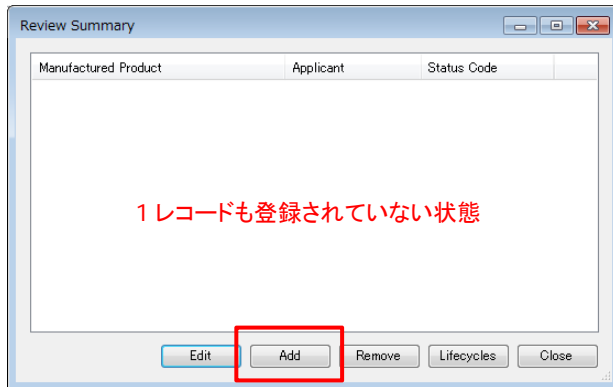 Review Summary
Manufactured Product Applicant Status Code
１レコードも登録されていない状態
Edit Add Remove Lifecycles Close